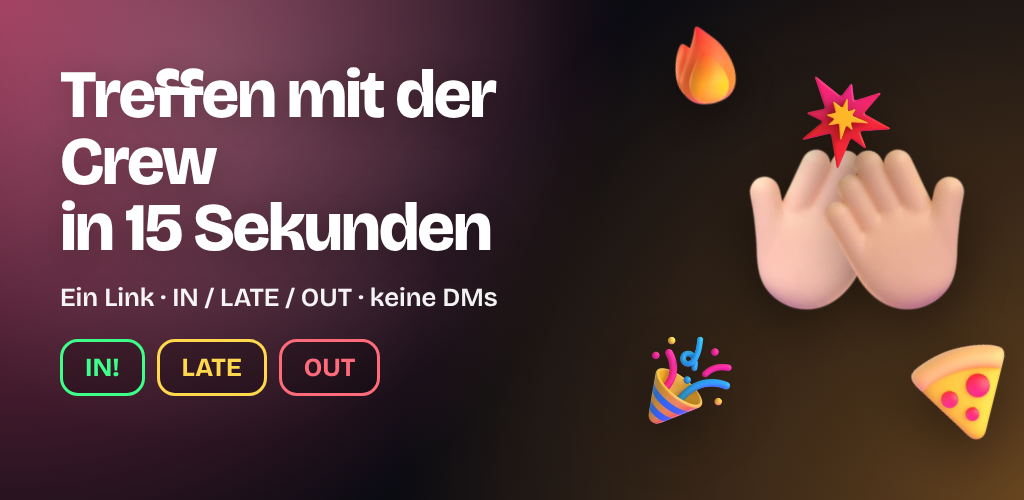 Treffen mit der
Crew
in 15 Sekunden
Ein Link · IN / LATE / OUT · keine DMs
IN! LATE OUT